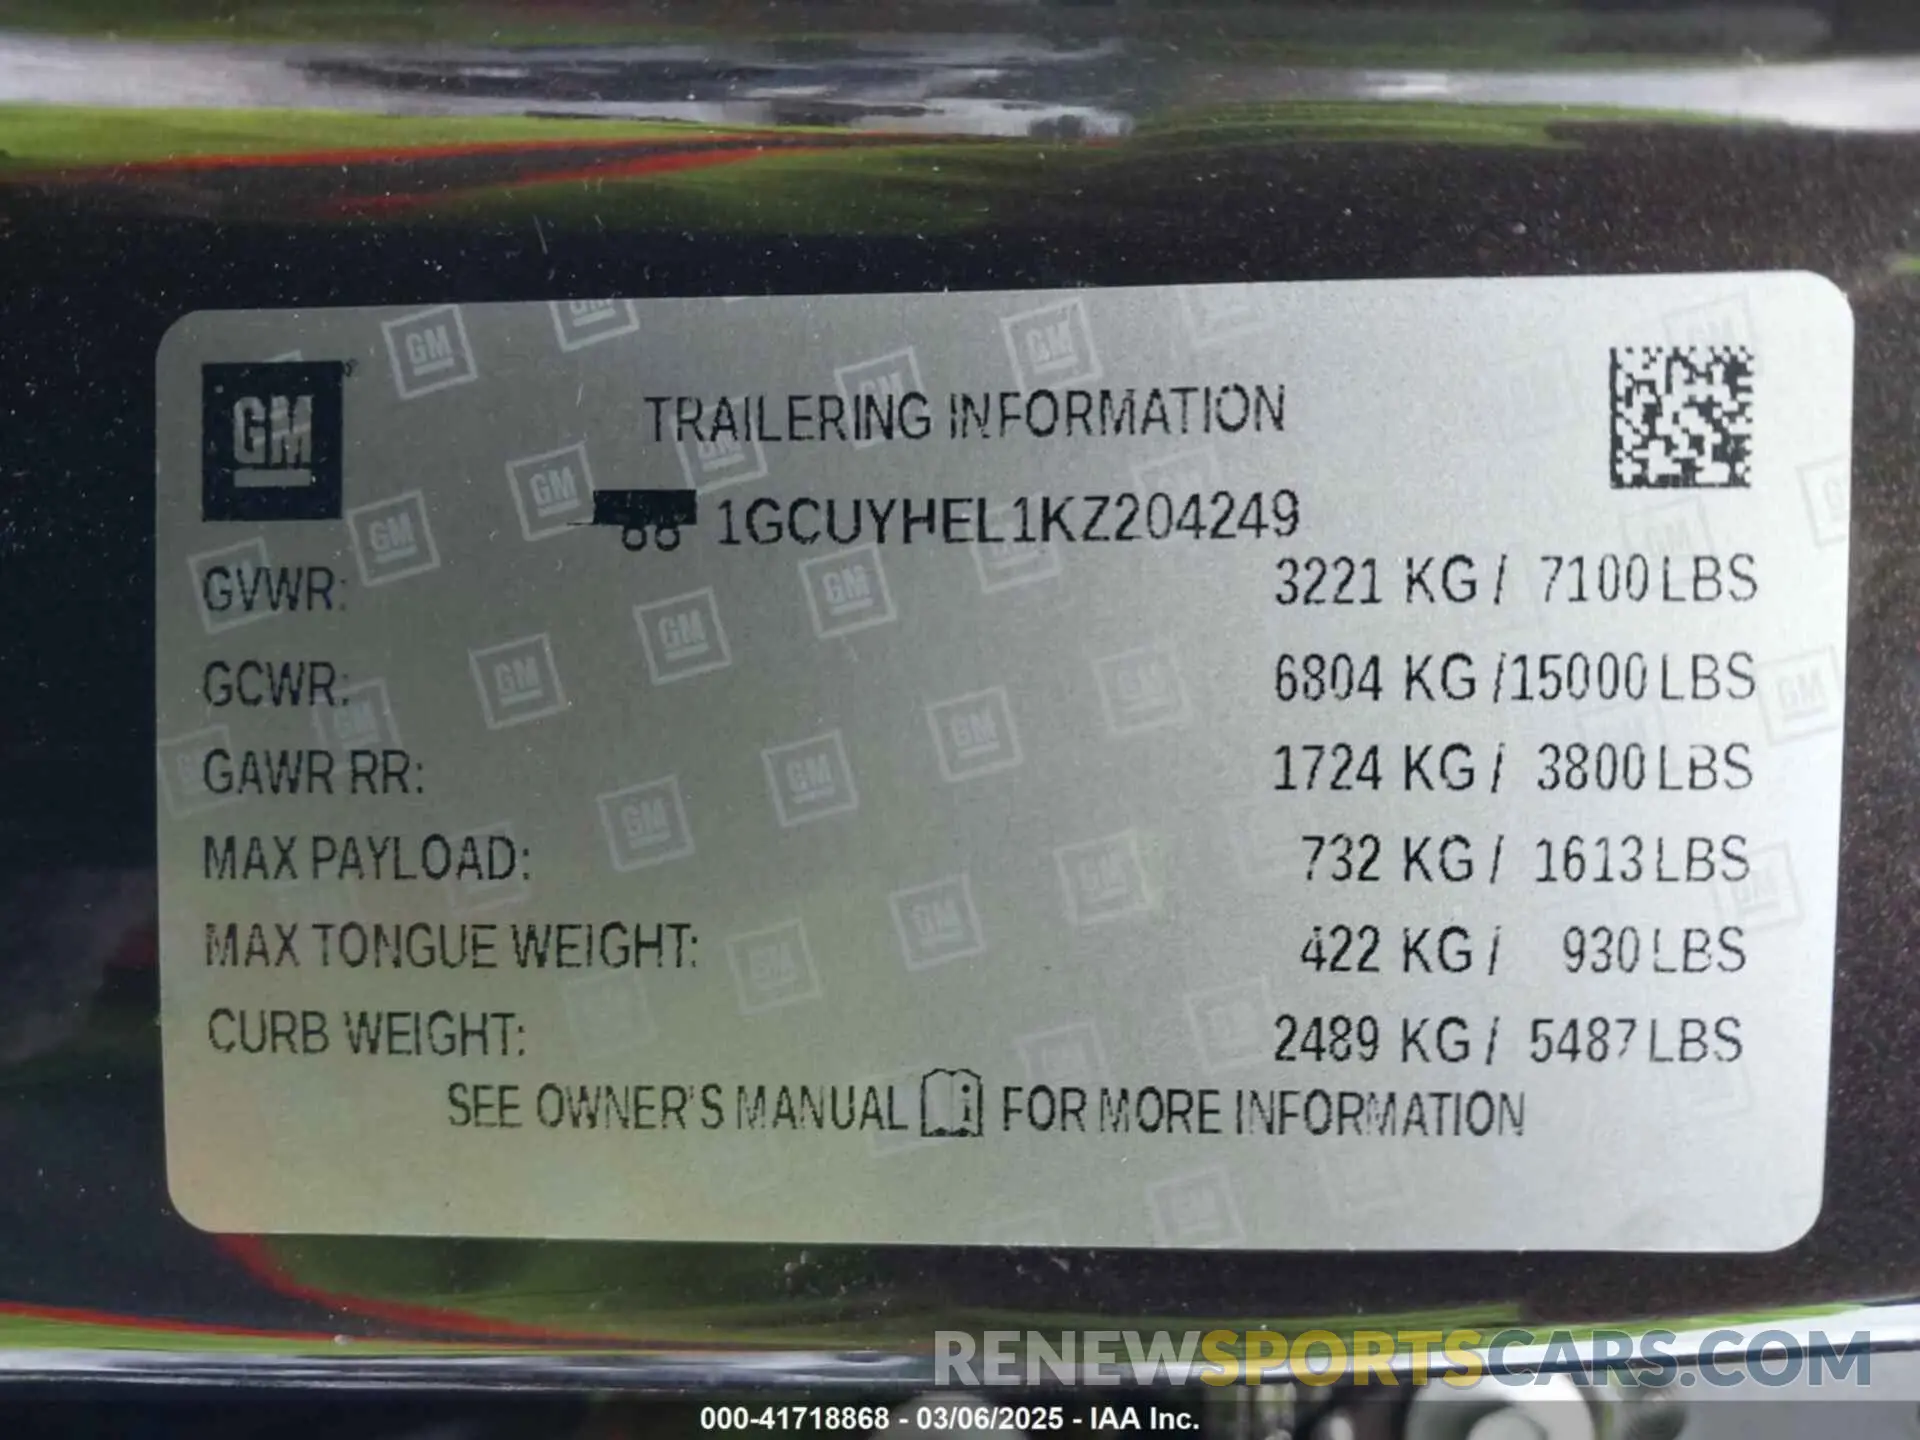 GM
TRAILERING INFORMATION
1GCUYHEL1KZ204249
GVWR: 3221 KG / 7100 LBS
GCWR: 6804 KG /15000 LBS
GAWR RR: 1724 KG / 3800 LBS
MAX PAYLOAD: 732 KG / 1613 LBS
MAX TONGUE WEIGHT: 422 KG / 930 LBS
CURB WEIGHT: 2489 KG / 5487 LBS
SEE OWNER'S MANUAL FOR MORE INFORMATION
RENEWSPORTSCARS.COM
000-41718868 - 03/06/2025 - IAA Inc.